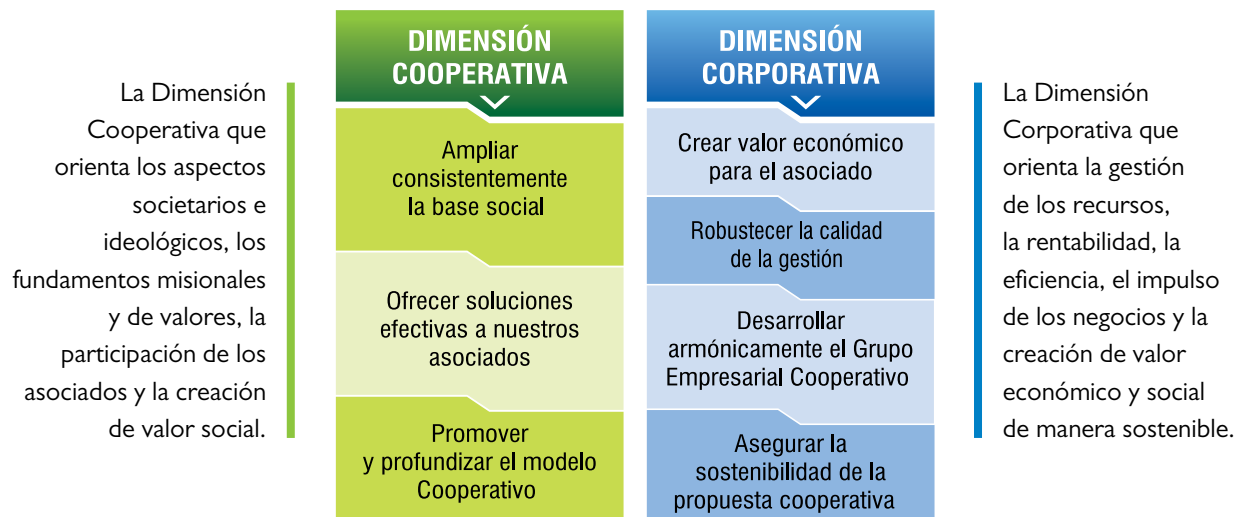 La Dimensión
Cooperativa que
orienta los aspectos
societarios e
ideológicos, los
fundamentos misionales
y de valores, la
participación de los
asociados y la creación
de valor social.
DIMENSIÓN
COOPERATIVA
Ampliar
consistentemente
la base social
Ofrecer soluciones
efectivas a nuestros
asociados
Promover
y profundizar el modelo
Cooperativo
DIMENSIÓN
CORPORATIVA
Crear valor económico
para el asociado
Robustecer la calidad
de la gestión
Desarrollar
armónicamente el Grupo
Empresarial Cooperativo
Asegurar la
sostenibilidad de la
propuesta cooperativa
La Dimensión
Corporativa que
orienta la gestión
de los recursos,
la rentabilidad, la
eficiencia, el impulso
de los negocios y la
creación de valor
económico y social
de manera sostenible.